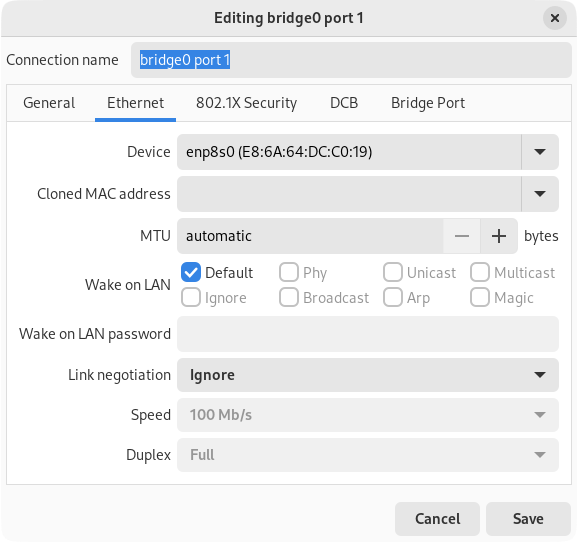 Editing bridge0 port 1
Connection name bridge0 port 1
General Ethernet 802.1X Security DCB Bridge Port
Device enp8s0 (E8:6A:64:DC:C0:19)
Cloned MAC address
MTU automatic bytes
Wake on LAN Default Phy Unicast Multicast
Ignore Broadcast Arp Magic
Wake on LAN password
Link negotiation Ignore
Speed 100 Mb/s
Duplex Full
Cancel Save